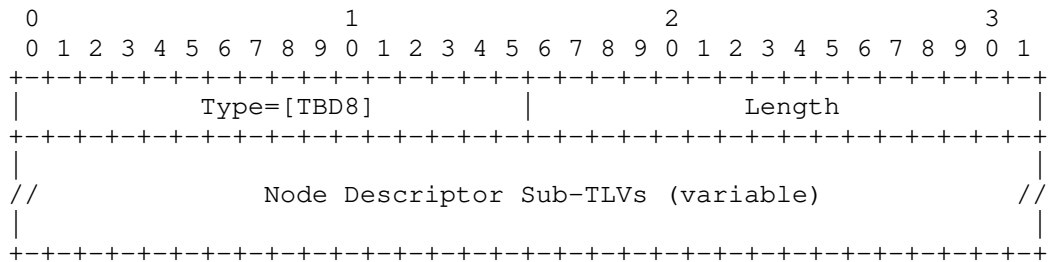 0                   1                   2                   3
 0 1 2 3 4 5 6 7 8 9 0 1 2 3 4 5 6 7 8 9 0 1 2 3 4 5 6 7 8 9 0 1
+-+-+-+-+-+-+-+-+-+-+-+-+-+-+-+-+-+-+-+-+-+-+-+-+-+-+-+-+-+-+-+-+
|           Type=[TBD8]         |             Length            |
+-+-+-+-+-+-+-+-+-+-+-+-+-+-+-+-+-+-+-+-+-+-+-+-+-+-+-+-+-+-+-+-+
|                                                               |
//              Node Descriptor Sub-TLVs (variable)            //
|                                                               |
+-+-+-+-+-+-+-+-+-+-+-+-+-+-+-+-+-+-+-+-+-+-+-+-+-+-+-+-+-+-+-+-+